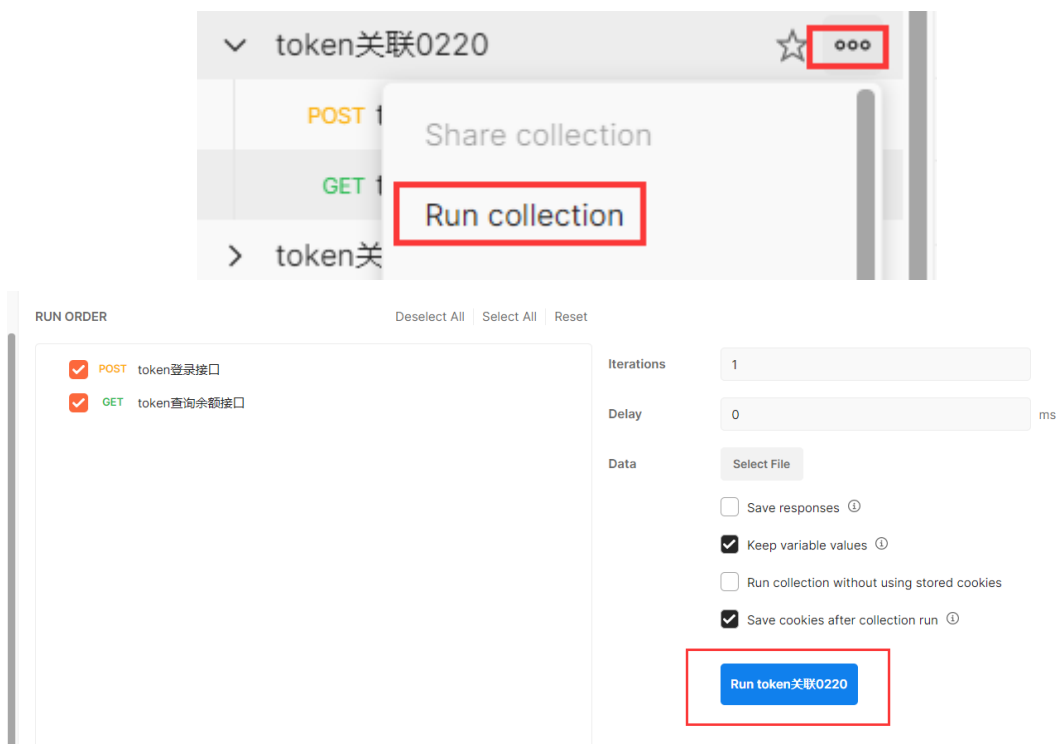 token关联0220
POST
Share collection
GET
Run collection
token关
RUN ORDER
Deselect All Select All Reset
POST token登录接口
GET token查询余额接口
Iterations 1
Delay 0 ms
Data Select File
Save responses
Keep variable values
Run collection without using stored cookies
Save cookies after collection run
Run token关联0220